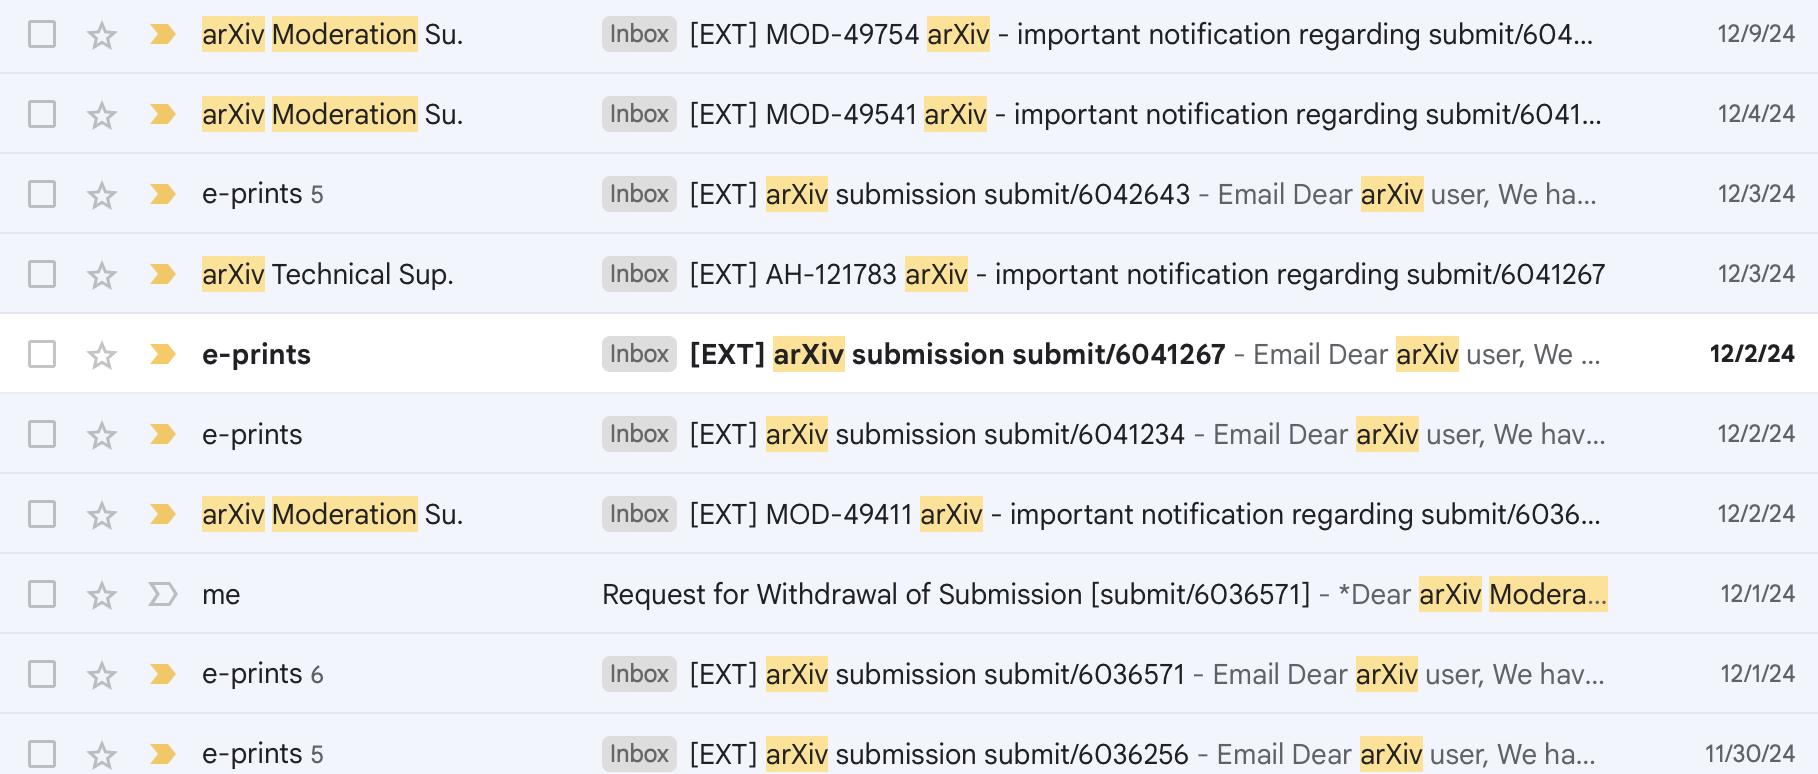 arXiv Moderation Su. Inbox [EXT] MOD-49754 arXiv - important notification regarding submit/604... 12/9/24
arXiv Moderation Su. Inbox [EXT] MOD-49541 arXiv - important notification regarding submit/6041... 12/4/24
e-prints 5 Inbox [EXT] arXiv submission submit/6042643 - Email Dear arXiv user, We ha... 12/3/24
arXiv Technical Sup. Inbox [EXT] AH-121783 arXiv - important notification regarding submit/6041267 12/3/24
e-prints Inbox [EXT] arXiv submission submit/6041267 - Email Dear arXiv user, We ... 12/2/24
e-prints Inbox [EXT] arXiv submission submit/6041234 - Email Dear arXiv user, We hav... 12/2/24
arXiv Moderation Su. Inbox [EXT] MOD-49411 arXiv - important notification regarding submit/6036... 12/2/24
me Request for Withdrawal of Submission [submit/6036571] - *Dear arXiv Modera... 12/1/24
e-prints 6 Inbox [EXT] arXiv submission submit/6036571 - Email Dear arXiv user, We hav... 12/1/24
e-prints 5 Inbox [EXT] arXiv submission submit/6036256 - Email Dear arXiv user, We ha... 11/30/24